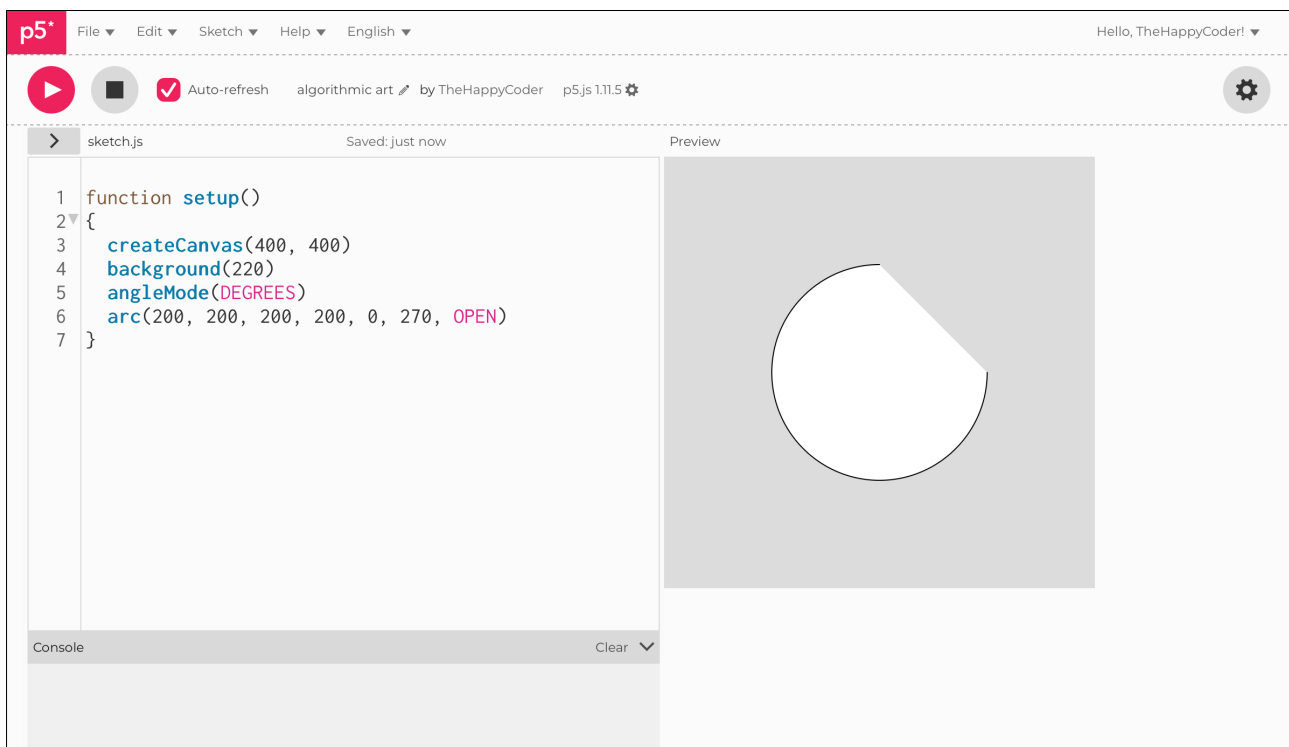 p5* File Edit Sketch Help English Hello, TheHappyCoder!
Auto-refresh algorithmic art by TheHappyCoder p5.js 1.11.5
sketch.js Saved: just now Preview
1 function setup()
2 {
3   createCanvas(400, 400)
4   background(220)
5   angleMode(DEGREES)
6   arc(200, 200, 200, 200, 0, 270, OPEN)
7 }
Console Clear